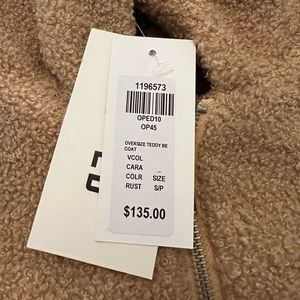 1196573
OPED10
OP45
OVERSIZE TEDDY BE
COAT
VCOL
CARA _
COLR SIZE
RUST S/P
$135.00